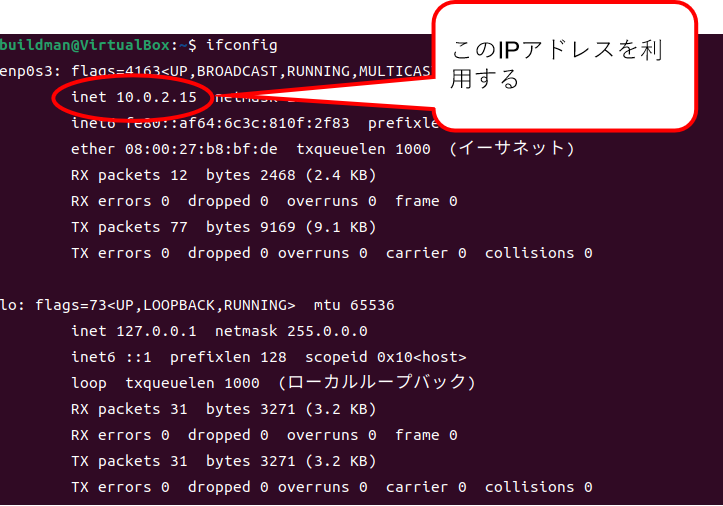 buildman@VirtualBox:~$ ifconfig
enp0s3: flags=4163<UP,BROADCAST,RUNNING,MULTICAS
このIPアドレスを利
用する
inet 10.0.2.15 netmask
inet6 fe80::af64:6c3c:810f:2f83 prefixle
ether 08:00:27:b8:bf:de txqueuelen 1000 (イーサネット)
RX packets 12 bytes 2468 (2.4 KB)
RX errors 0 dropped 0 overruns 0 frame 0
TX packets 77 bytes 9169 (9.1 KB)
TX errors 0 dropped 0 overruns 0 carrier 0 collisions 0
lo: flags=73<UP,LOOPBACK,RUNNING> mtu 65536
inet 127.0.0.1 netmask 255.0.0.0
inet6 ::1 prefixlen 128 scopeid 0x10<host>
loop txqueuelen 1000 (ローカルループバック)
RX packets 31 bytes 3271 (3.2 KB)
RX errors 0 dropped 0 overruns 0 frame 0
TX packets 31 bytes 3271 (3.2 KB)
TX errors 0 dropped 0 overruns 0 carrier 0 collisions 0